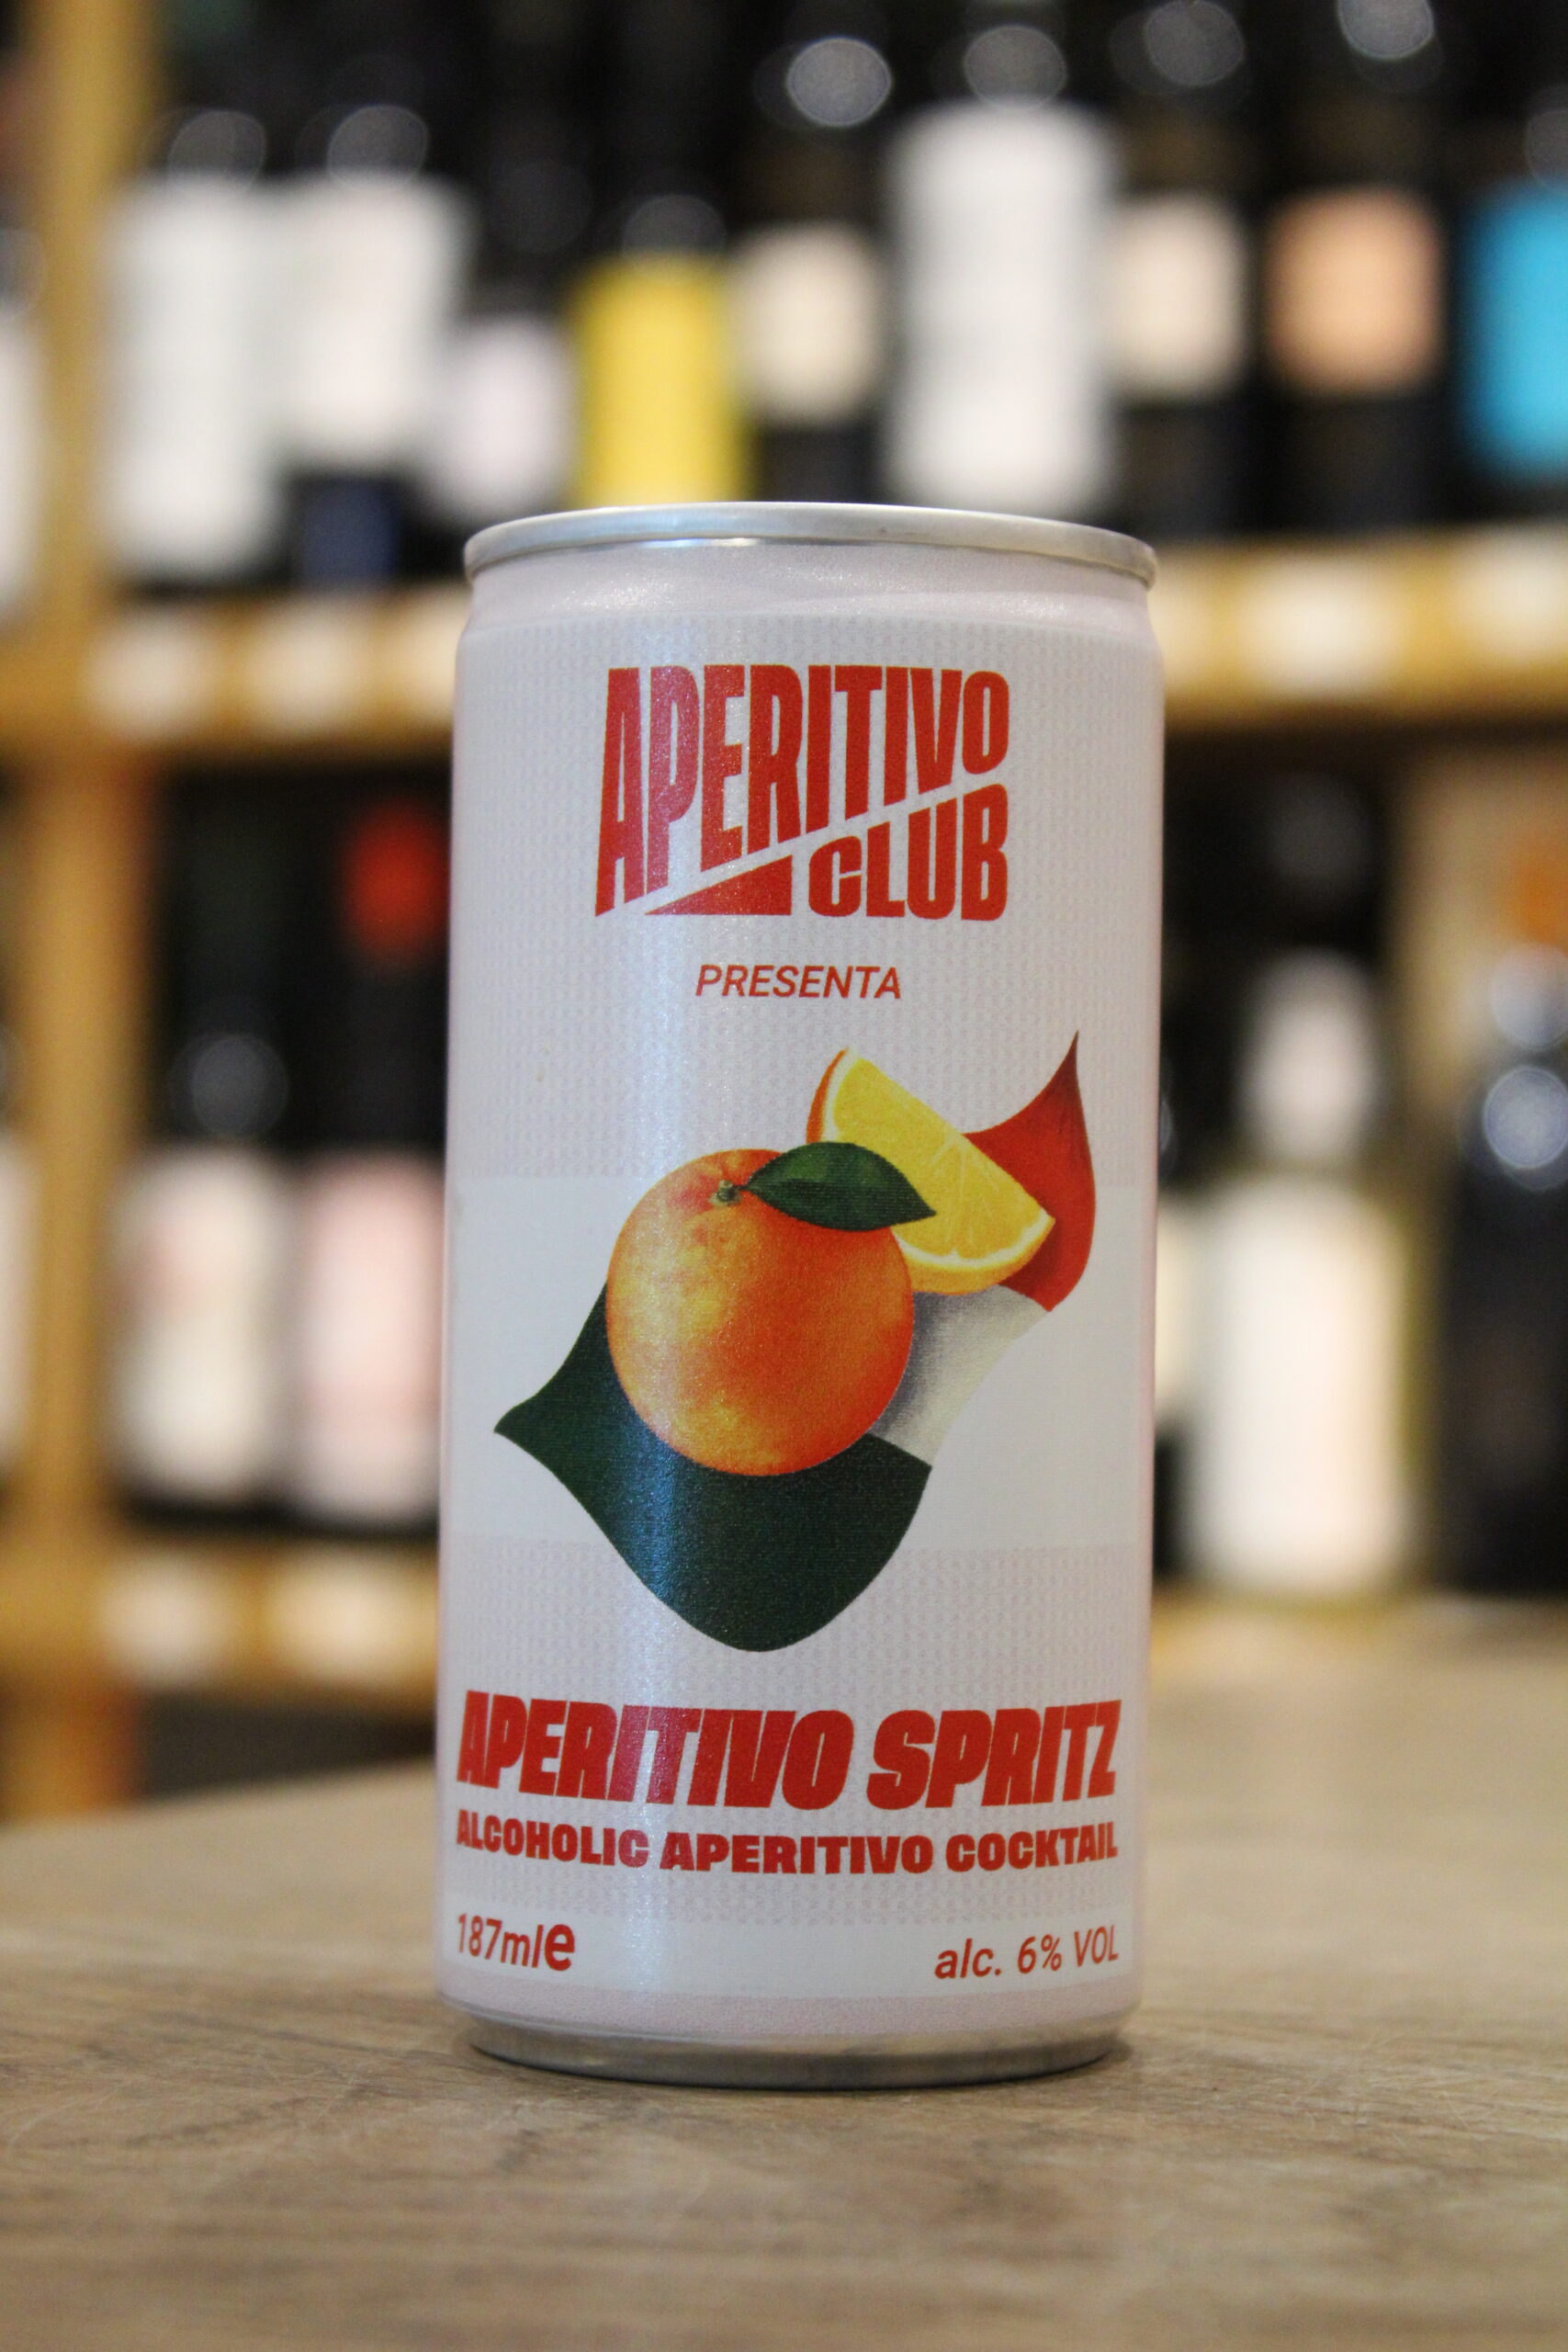 APERITIVO
CLUB
PRESENTA
APERITIVO SPRITZ
ALCOHOLIC APERITIVO COCKTAIL
187ml℮
alc. 6% VOL